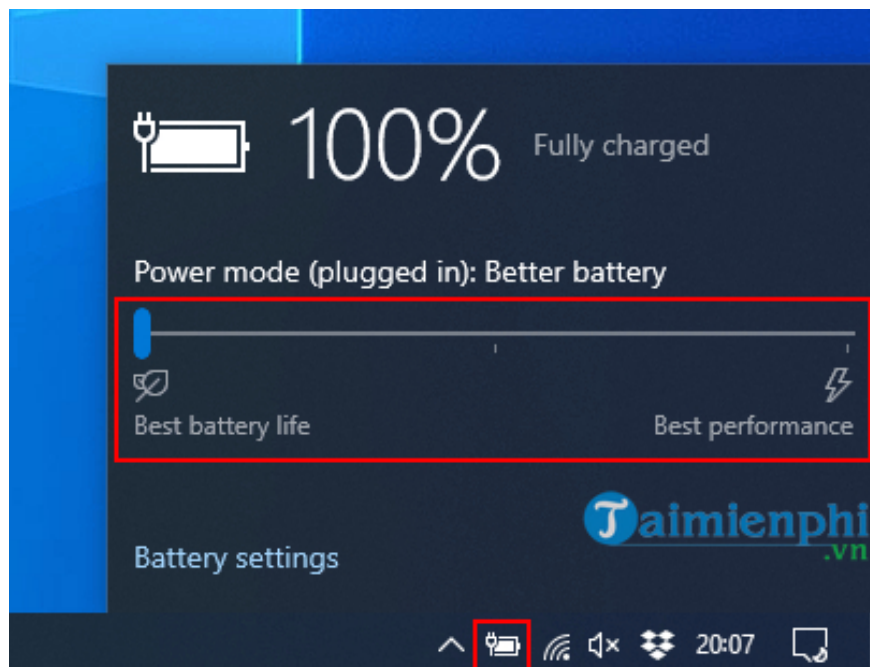 100% Fully charged
Power mode (plugged in): Better battery
Best battery life Best performance
Taimienphi
.vn
Battery settings
20:07